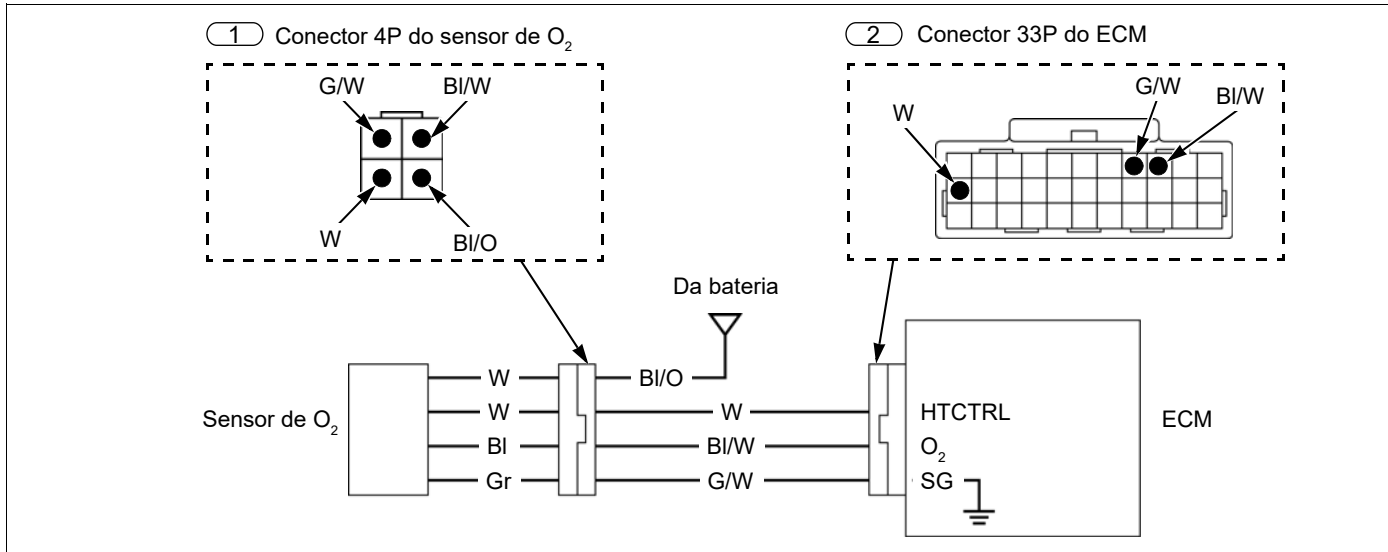 1 Conector 4P do sensor de O₂
2 Conector 33P do ECM
G/W Bl/W
W Bl/O
W G/W Bl/W
Da bateria
W Bl/O
Sensor de O₂ W W HTCTRL ECM
Bl Bl/W O₂
Gr G/W SG